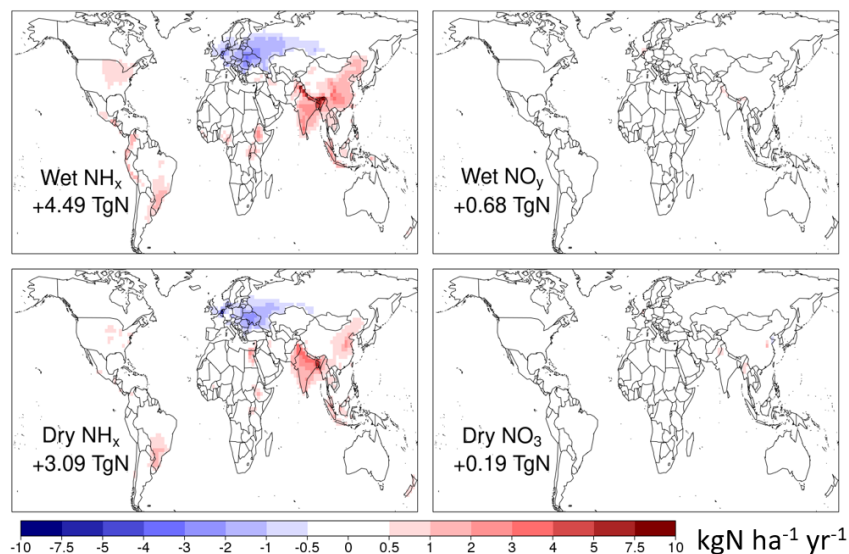 Wet NHₓ
+4.49 TgN
Wet NOᵧ
+0.68 TgN
Dry NHₓ
+3.09 TgN
Dry NO₃
+0.19 TgN
-10 -7.5 -5 -4 -3 -2 -1 -0.5 0 0.5 1 2 3 4 5 7.5 10 kgN ha⁻¹ yr⁻¹